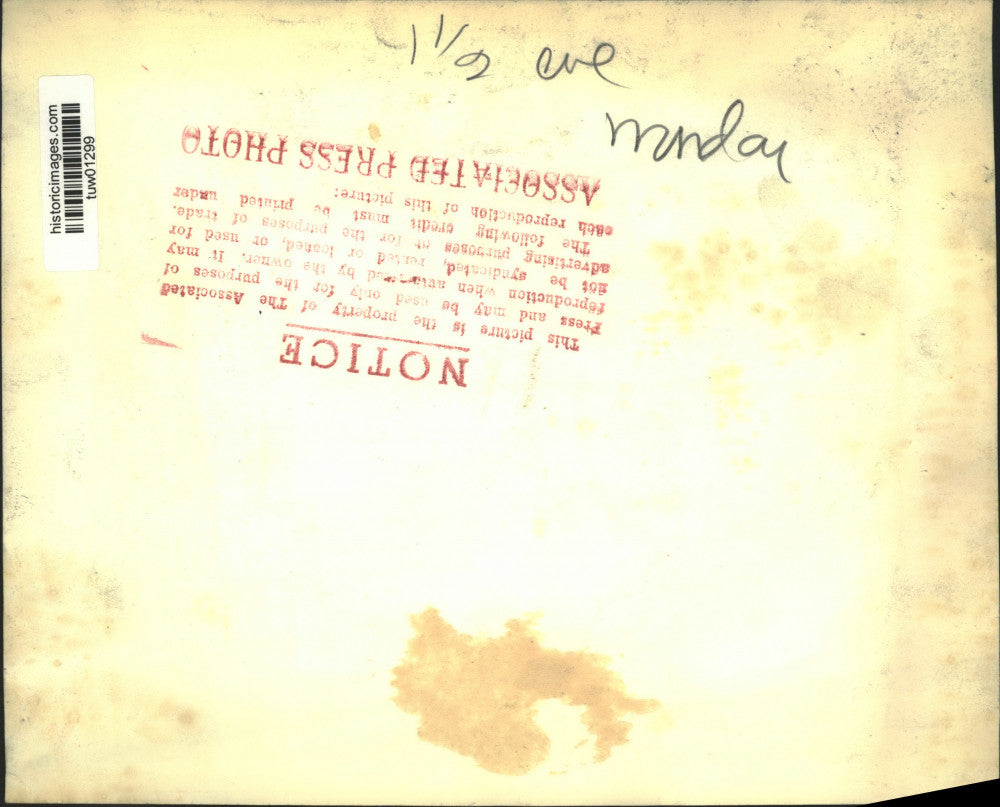 1 1/2
Monday
historicimages.com
tuw01299
NOTICE
This picture is the property of The Associated
Press and may be used only for the purposes of
reproduction when by the owner. It may
not be syndicated, rented or loaned, or used for
advertising purposes or for the purposes of trade.
The following credit must be printed under
each reproduction of this picture:
ASSOCIATED PRESS PHOTO